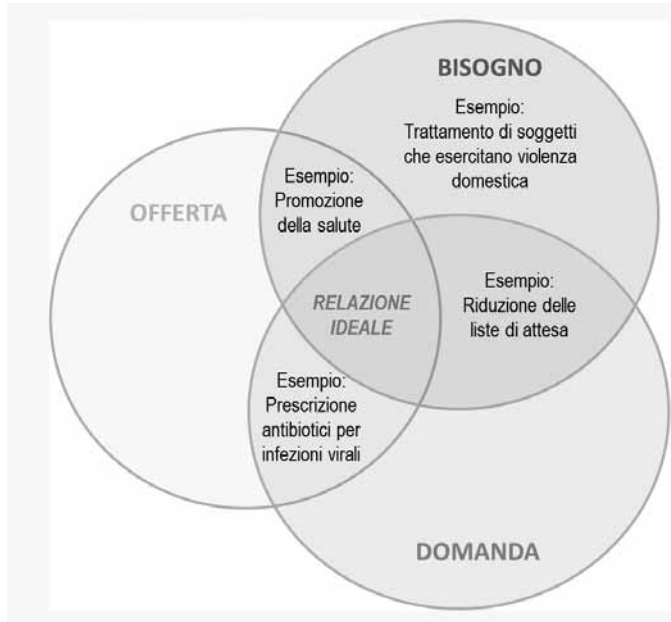 BISOGNO
Esempio:
Trattamento di soggetti
che esercitano violenza
domestica
Esempio:
Promozione
della salute
OFFERTA
RELAZIONE
IDEALE
Esempio:
Riduzione delle
liste di attesa
Esempio:
Prescrizione
antibiotici per
infezioni virali
DOMANDA